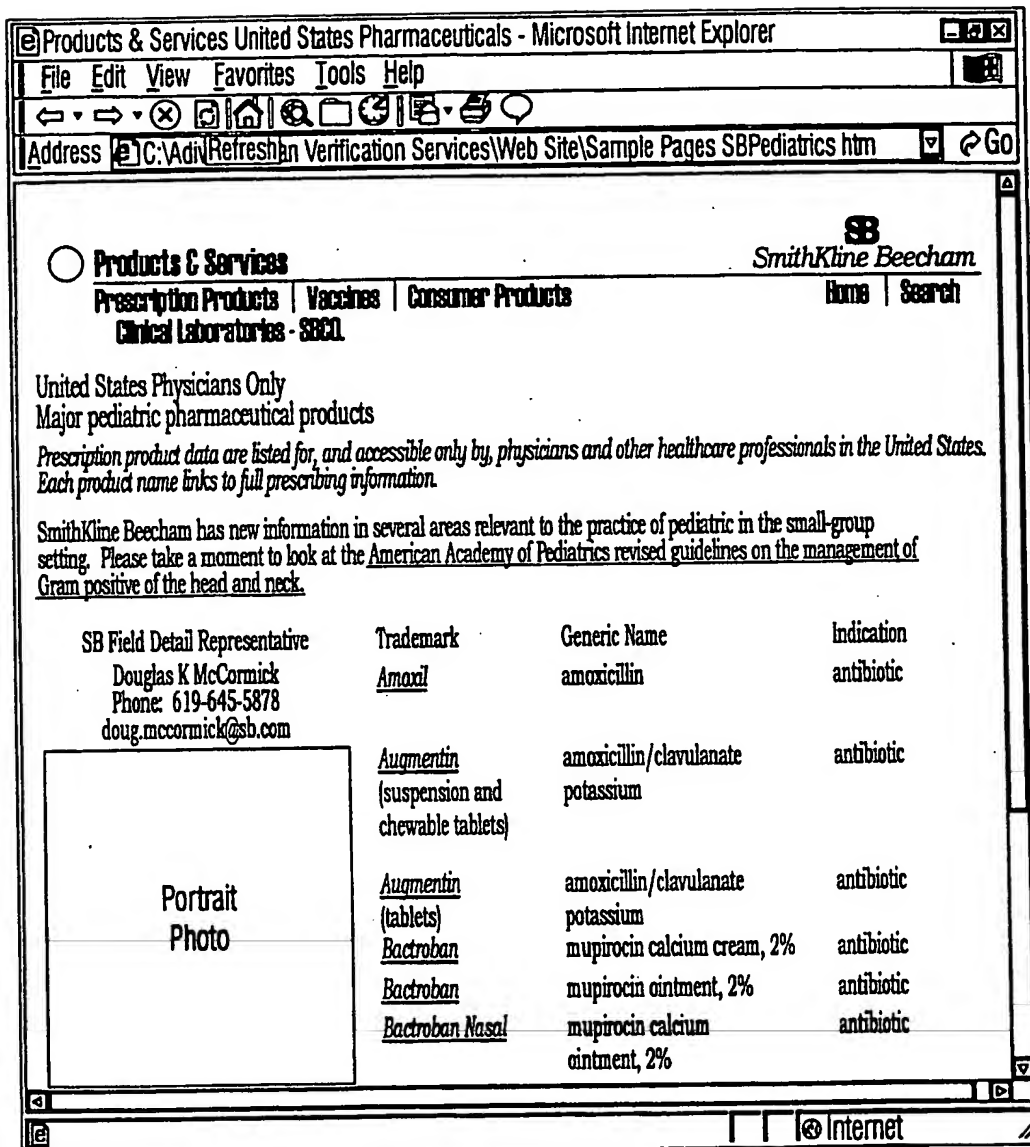 Products & Services United States Pharmaceuticals - Microsoft Internet Explorer
File Edit View Favorites Tools Help
Address C:\Adi Refresh an Verification Services\Web Site\Sample Pages SBPediatrics htm Go
SB
SmithKline Beecham
Products & Services
Prescription Products | Vaccines | Consumer Products Home | Search
Clinical Laboratories - SBCL
United States Physicians Only
Major pediatric pharmaceutical products
Prescription product data are listed for, and accessible only by, physicians and other healthcare professionals in the United States.
Each product name links to full prescribing information.
SmithKline Beecham has new information in several areas relevant to the practice of pediatric in the small-group
setting. Please take a moment to look at the American Academy of Pediatrics revised guidelines on the management of
Gram positive of the head and neck.
SB Field Detail Representative
Douglas K McCormick
Phone: 619-645-5878
doug.mccormick@sb.com
Portrait
Photo
Trademark Generic Name Indication
Amoxil amoxicillin antibiotic
Augmentin amoxicillin/clavulanate antibiotic
(suspension and potassium
chewable tablets)
Augmentin amoxicillin/clavulanate antibiotic
(tablets) potassium
Bactroban mupirocin calcium cream, 2% antibiotic
Bactroban mupirocin ointment, 2% antibiotic
Bactroban Nasal mupirocin calcium antibiotic
ointment, 2%
Internet